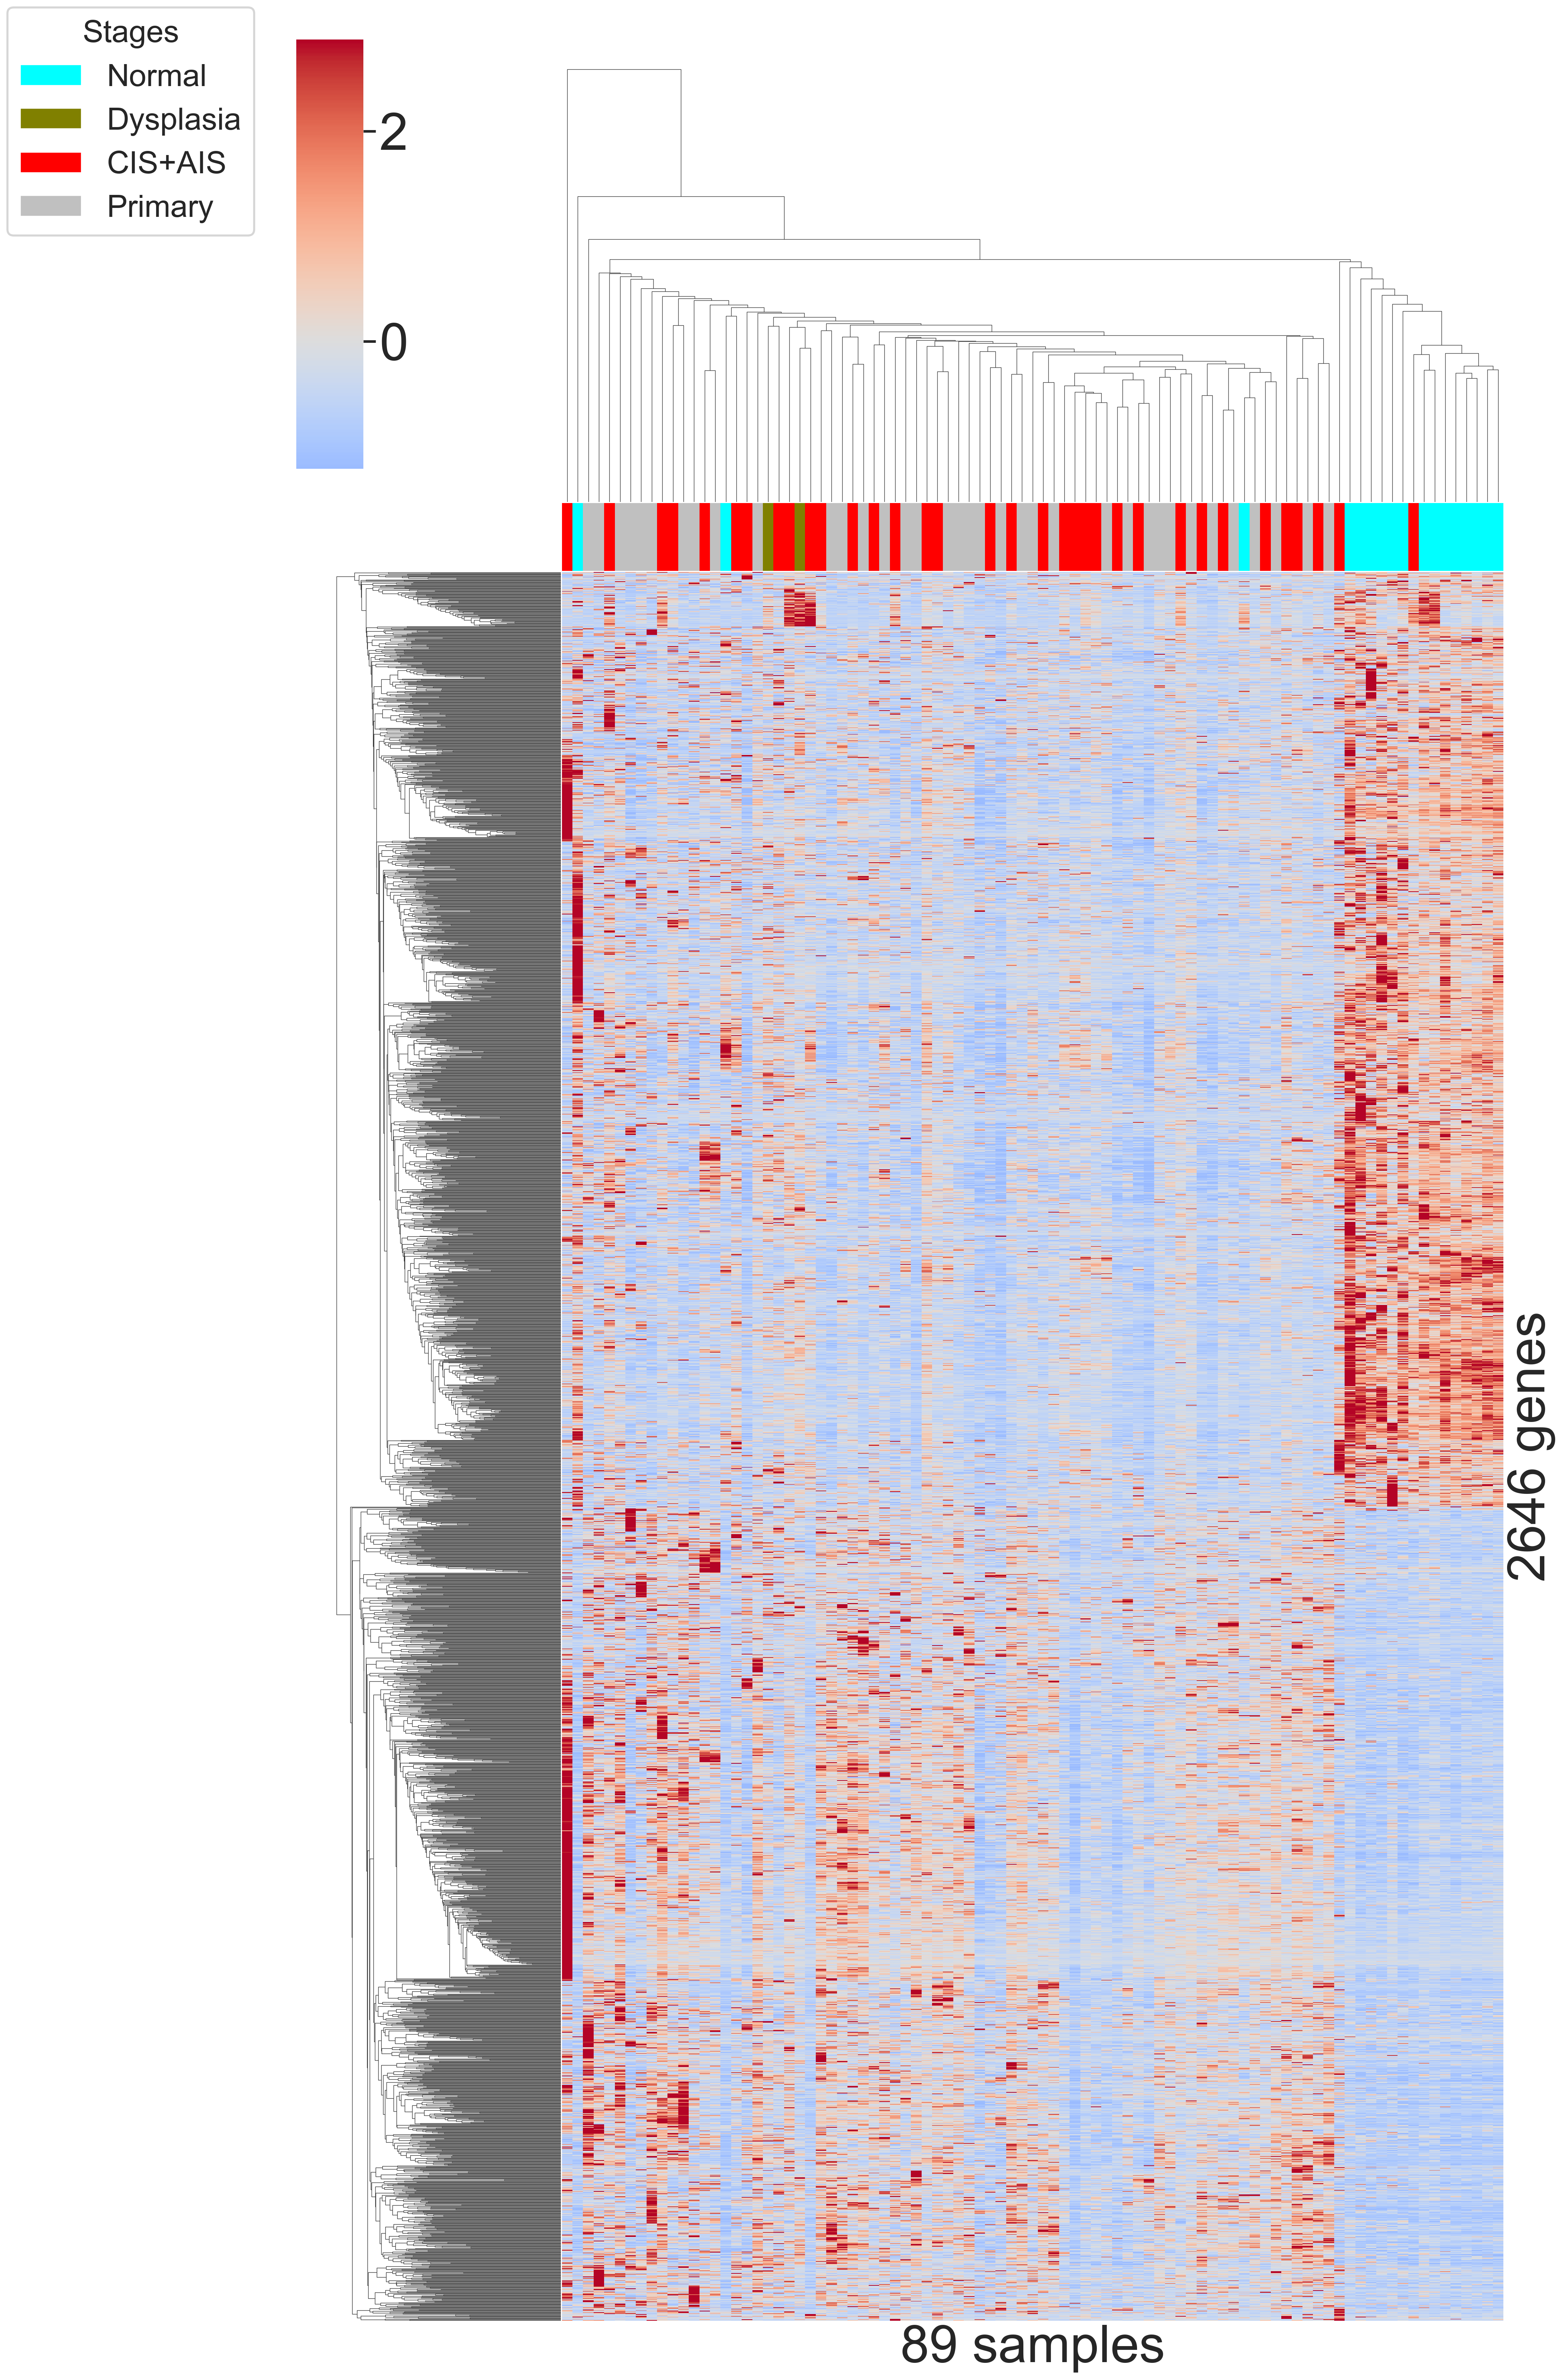 Stages
Normal
Dysplasia
CIS+AIS
Primary
2
0
2646 genes
89 samples